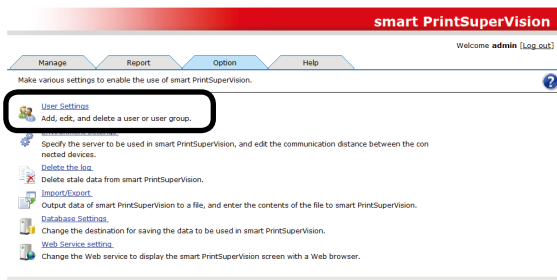 smart PrintSuperVision
Welcome admin [Log out]
Manage Report Option Help
Make various settings to enable the use of smart PrintSuperVision.
?
User Settings
Add, edit, and delete a user or user group.
Specify the server to be used in smart PrintSuperVision, and edit the communication distance between the con
nected devices.
Delete the log
Delete stale data from smart PrintSuperVision.
Import/Export
Output data of smart PrintSuperVision to a file, and enter the contents of the file to smart PrintSuperVision.
Database Settings
Change the destination for saving the data to be used in smart PrintSuperVision.
Web Service setting
Change the Web service to display the smart PrintSuperVision screen with a Web browser.